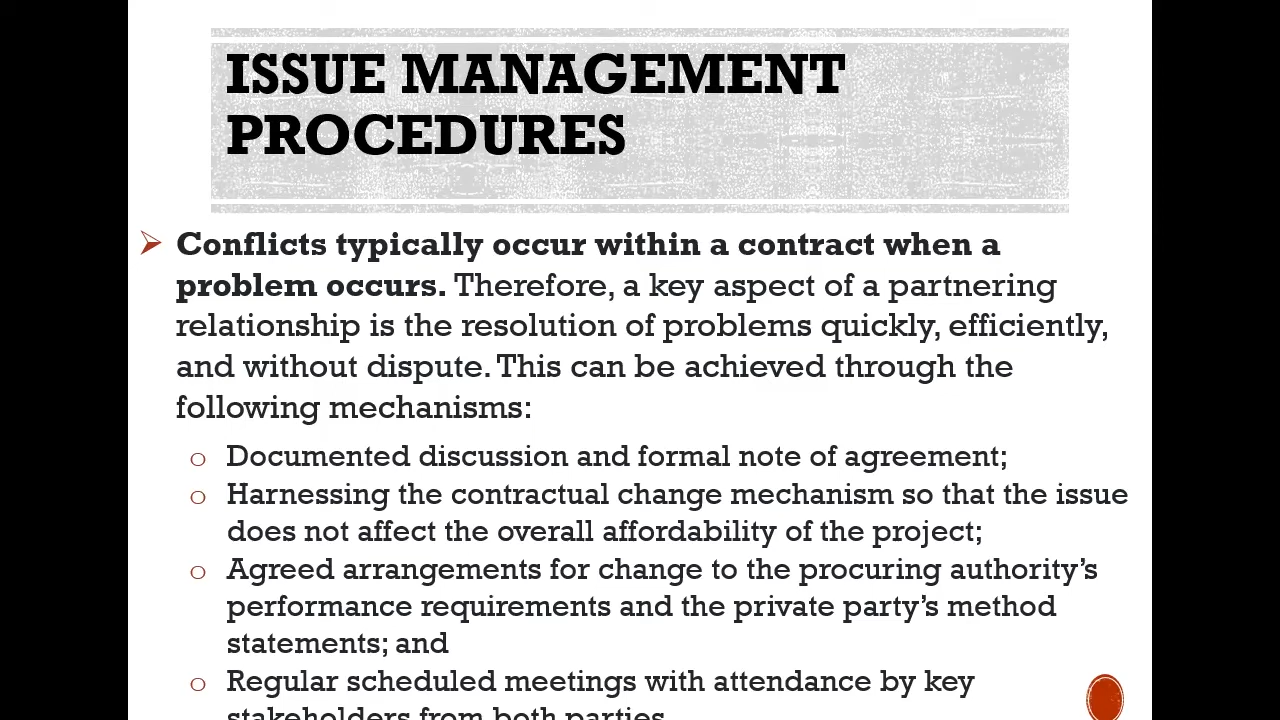 ISSUE MANAGEMENT
PROCEDURES
Conflicts typically occur within a contract when a
problem occurs. Therefore, a key aspect of a partnering
relationship is the resolution of problems quickly, efficiently,
and without dispute. This can be achieved through the
following mechanisms:
o Documented discussion and formal note of agreement;
o Harnessing the contractual change mechanism so that the issue
does not affect the overall affordability of the project;
o Agreed arrangements for change to the procuring authority’s
performance requirements and the private party’s method
statements; and
o Regular scheduled meetings with attendance by key
stakeholders from both parties